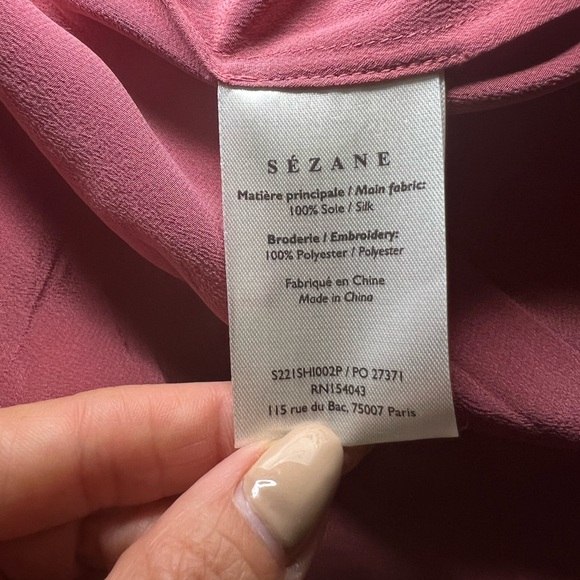 SÉZANE
Matière principale / Main fabric:
100% Soie / Silk
Broderie / Embroidery:
100% Polyester / Polyester
Fabriqué en Chine
Made in China
S221SHI002P / PO 27371
RN154043
115 rue du Bac, 75007 Paris